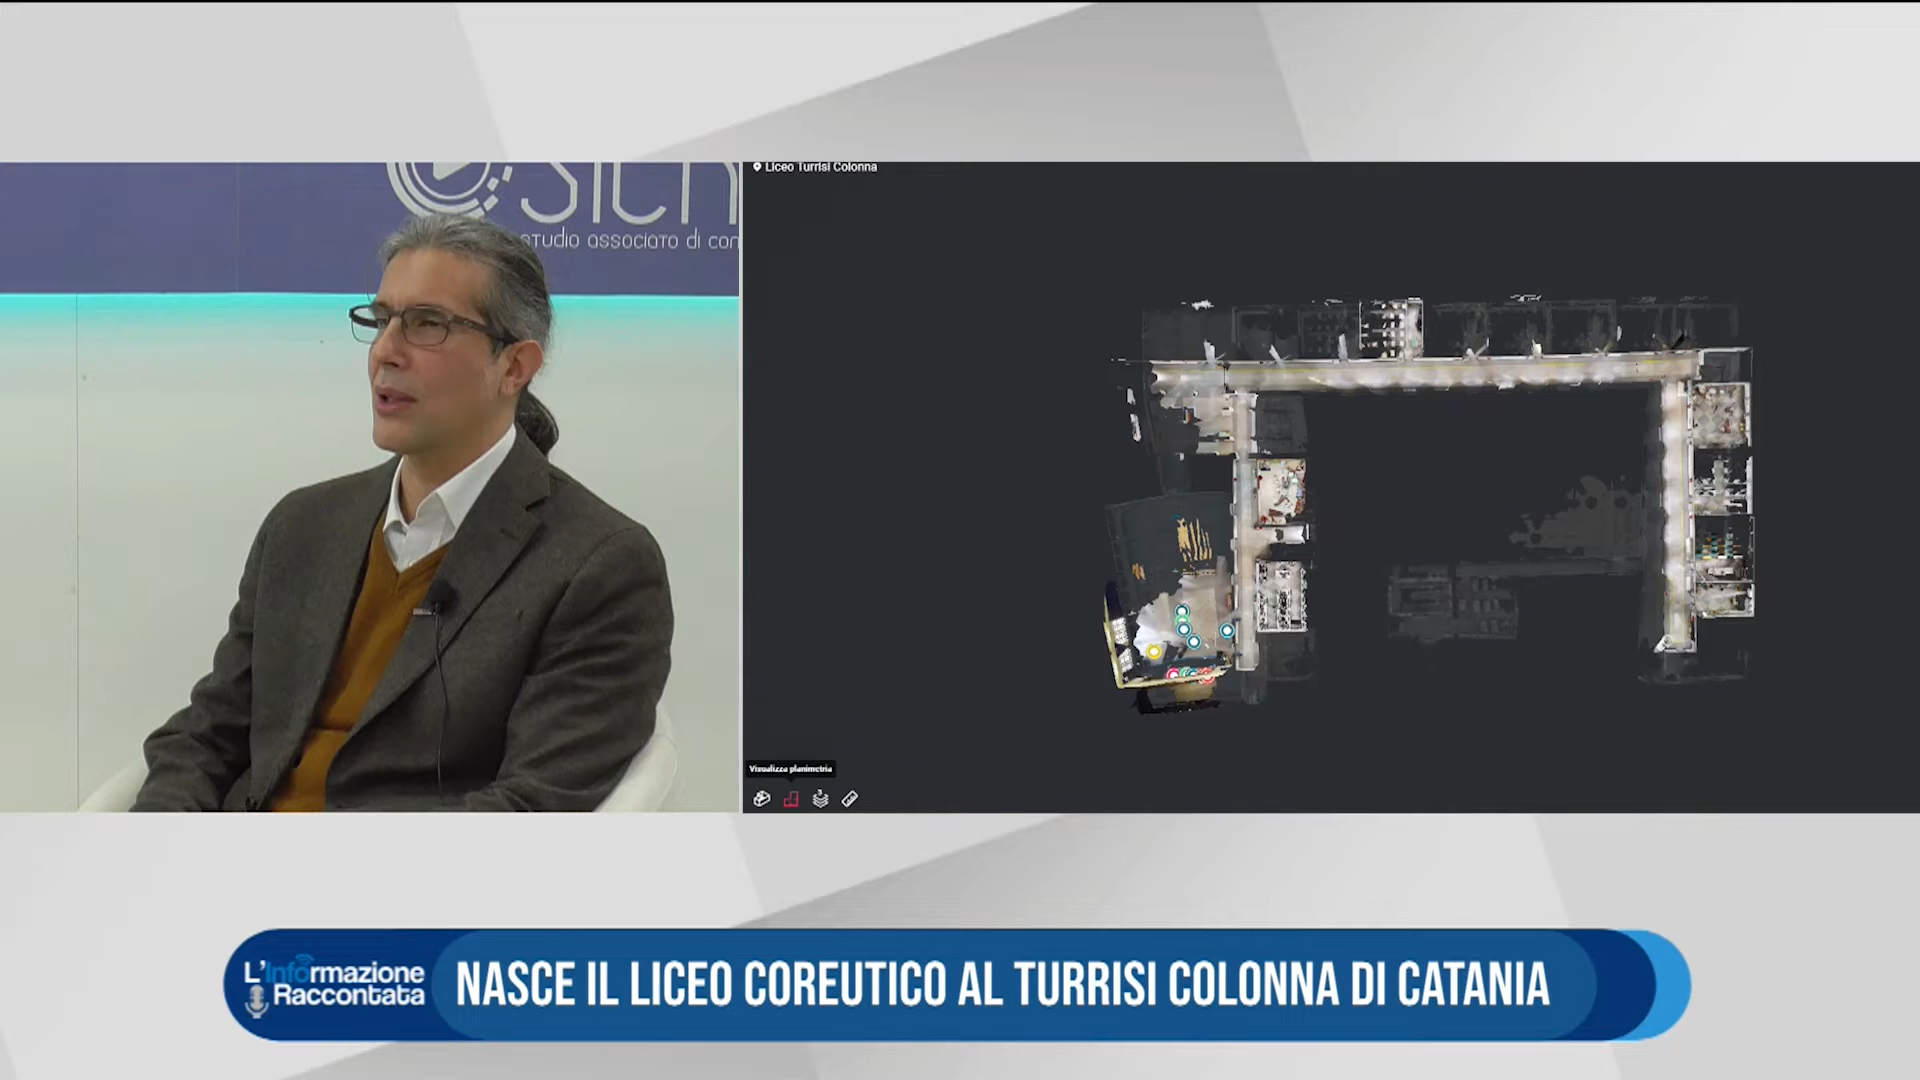 Liceo Turrisi Colonna
studio associato di con
Visualizza planimetria
L'Informazione
Raccontata
NASCE IL LICEO COREUTICO AL TURRISI COLONNA DI CATANIA